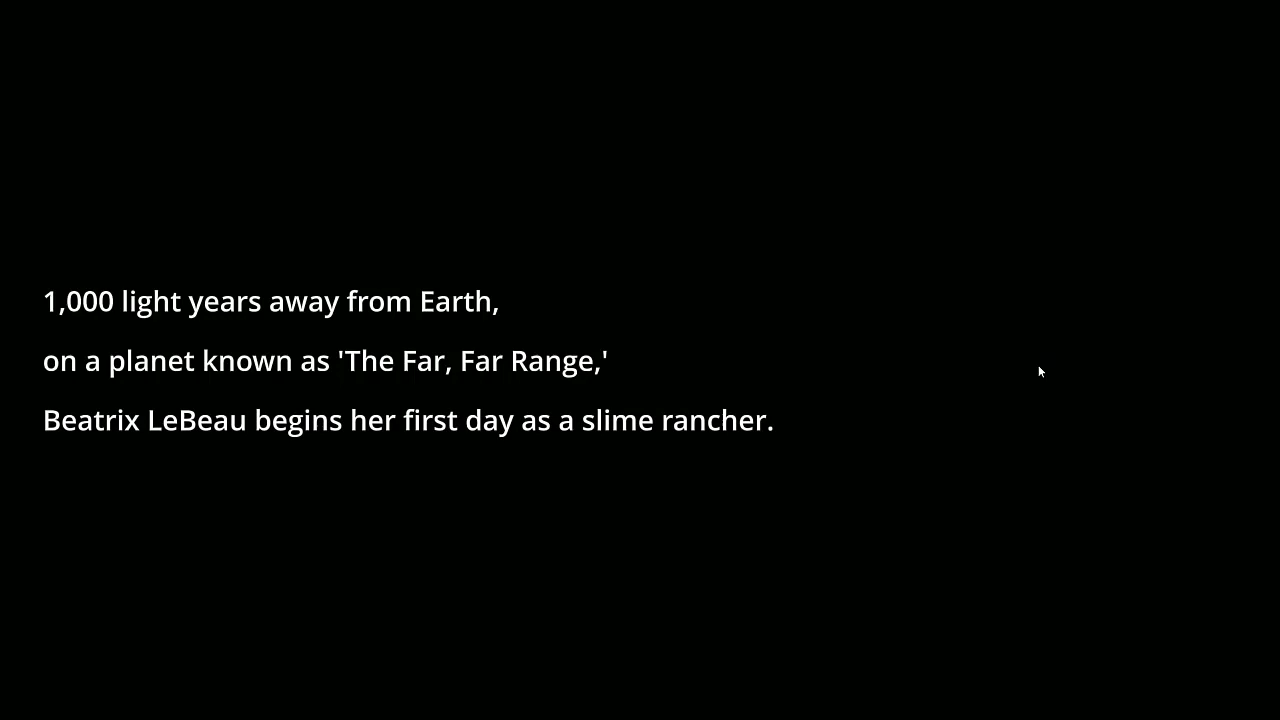 1,000 light years away from Earth,
on a planet known as 'The Far, Far Range,'
Beatrix LeBeau begins her first day as a slime rancher.